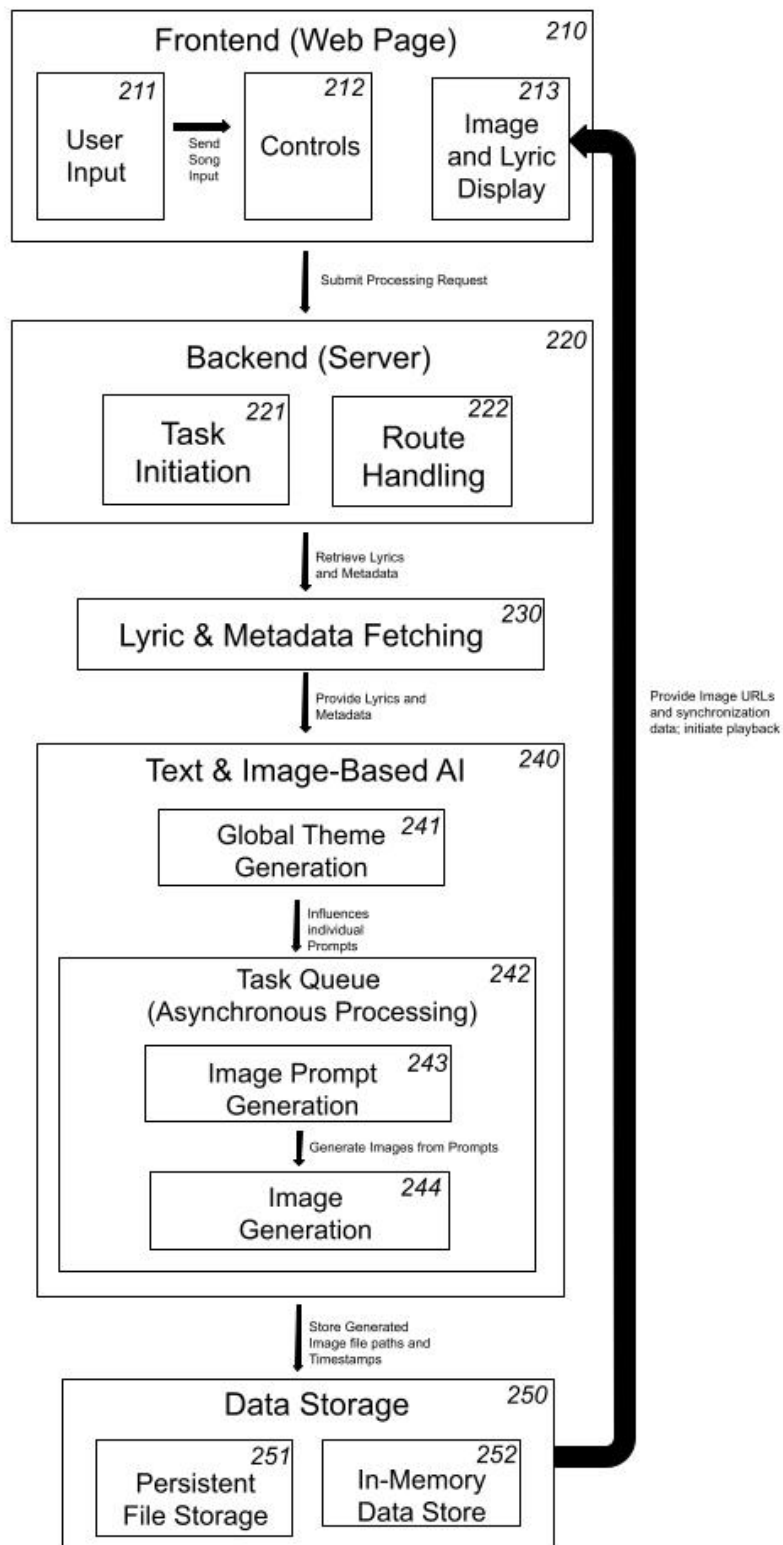 Frontend (Web Page)
210
211
User
Input
Send
Song
Input
212
Controls
213
Image
and Lyric
Display
Submit Processing Request
Backend (Server)
220
221
Task
Initiation
222
Route
Handling
Retrieve Lyrics
and Metadata
Lyric & Metadata Fetching
230
Provide Lyrics and
Metadata
Provide Image URLs
and synchronization
data; initiate playback
Text & Image-Based AI
240
Global Theme
Generation
241
Influences
individual
Prompts
Task Queue
(Asynchronous Processing)
242
Image Prompt
Generation
243
Generate Images from Prompts
Image
Generation
244
Store Generated
Image file paths and
Timestamps
Data Storage
250
251
Persistent
File Storage
252
In-Memory
Data Store